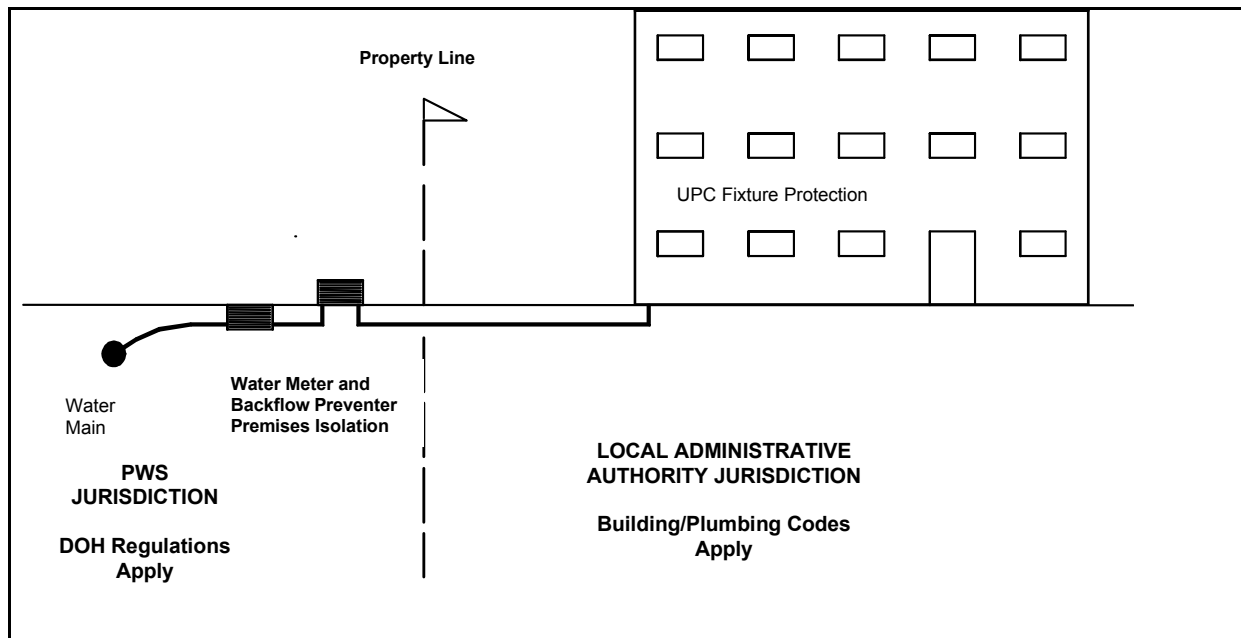 Property Line
UPC Fixture Protection
Water Meter and
Backflow Preventer
Premises Isolation
Water
Main
PWS
JURISDICTION
DOH Regulations
Apply
LOCAL ADMINISTRATIVE
AUTHORITY JURISDICTION
Building/Plumbing Codes
Apply